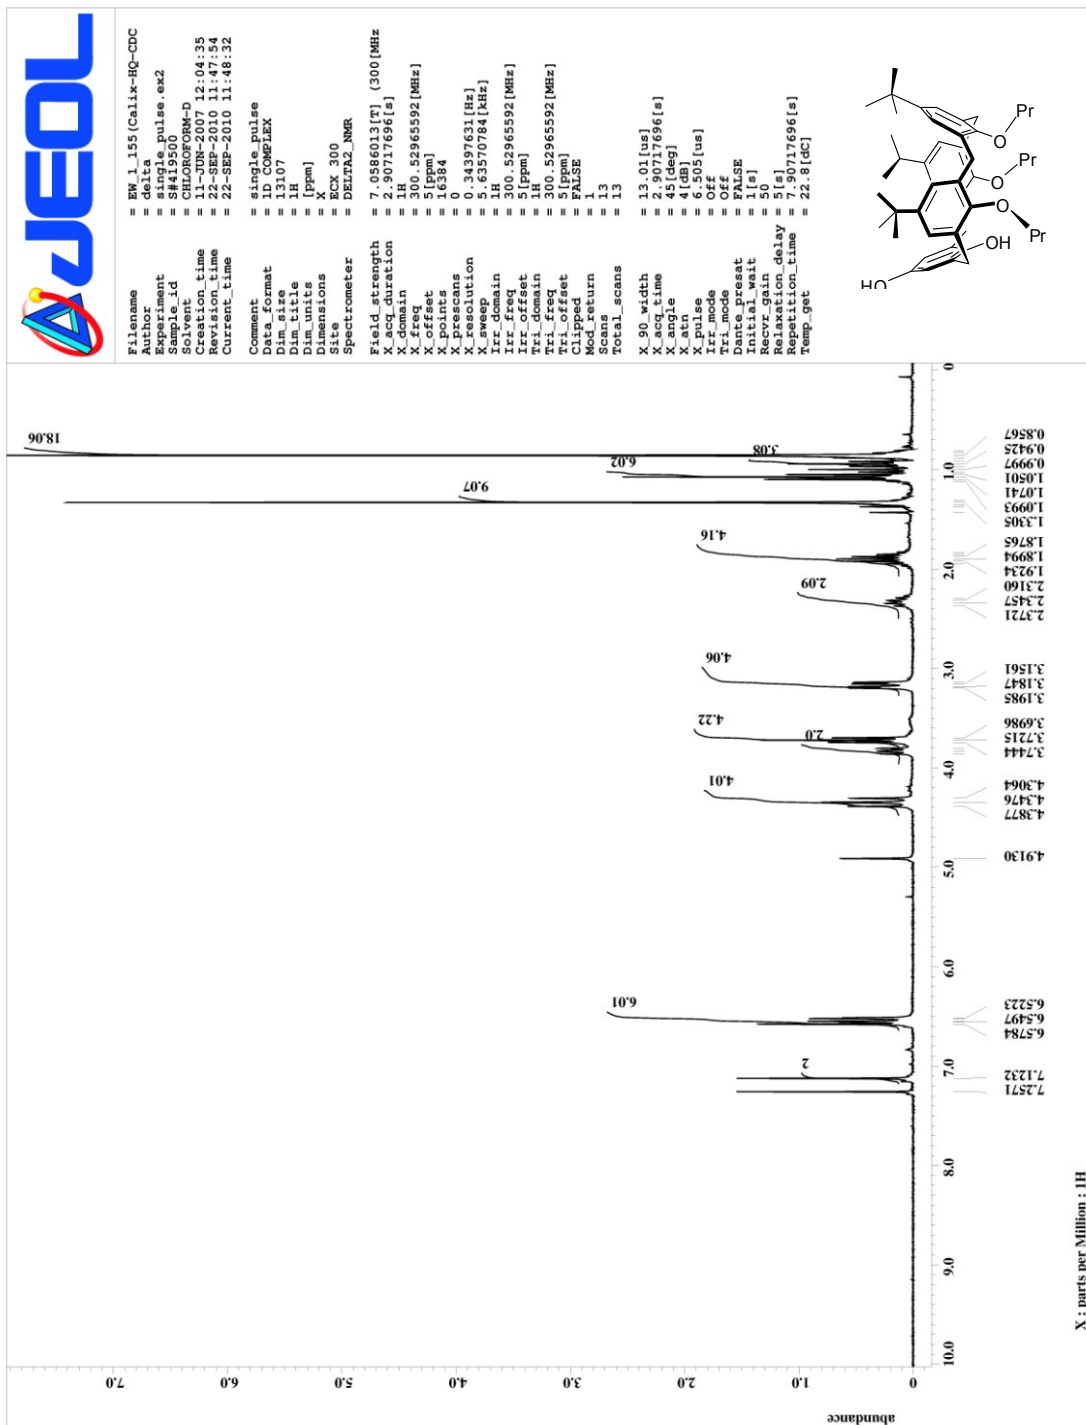 JEOL
Filename = EW_1_155(Calix-HQ-CDC
Author = delta
Experiment = single_pulse.ex2
Sample_id = S#419500
Solvent = CHLOROFORM-D
Creation_time = 11-JUN-2007 12:04:35
Revision_time = 22-SEP-2010 11:47:54
Current_time = 22-SEP-2010 11:48:32
Comment = single_pulse
Data_format = 1D COMPLEX
Dim_size = 13107
Dim_title = 1H
Dim_units = [ppm]
Dimensions = X
Site = ECX 300
Spectrometer = DELTA2_NMR
Field_strength = 7.0586013[T] (300[MHz
X_acq_duration = 2.90717696[s]
X_domain = 1H
X_freq = 300.52965592[MHz]
X_offset = 5[ppm]
X_points = 16384
X_prescans = 0
X_resolution = 0.34397631[Hz]
X_sweep = 5.63570784[kHz]
Irr_domain = 1H
Irr_freq = 300.52965592[MHz]
Irr_offset = 5[ppm]
Tri_domain = 1H
Tri_freq = 300.52965592[MHz]
Tri_offset = 5[ppm]
Clipped = FALSE
Mod_return = 1
Scans = 13
Total_scans = 13
X_90_width = 13.01[us]
X_acq_time = 2.90717696[s]
X_angle = 45[deg]
X_atn = 4[dB]
X_pulse = 6.505[us]
Irr_mode = Off
Tri_mode = Off
Dante_presat = FALSE
Initial_wait = 1[s]
Recvr_gain = 50
Relaxation_delay = 5[s]
Repetition_time = 7.90717696[s]
Temp_get = 22.8[dC]
HO
OH
O
Pr
O
Pr
O
Pr
abundance
0 1.0 2.0 3.0 4.0 5.0 6.0 7.0
2
6.01
4.01
2.0
4.22
4.06
2.09
4.16
9.07
6.02
3.08
18.06
10.0 9.0 8.0 7.0 6.0 5.0 4.0 3.0 2.0 1.0 0
7.2571
7.1232
6.5784
6.5497
6.5223
4.9130
4.3877
4.3476
4.3064
3.7444
3.7215
3.6986
3.1985
3.1847
3.1561
2.3721
2.3457
2.3160
1.9234
1.8994
1.8765
1.3305
1.0993
1.0741
1.0501
0.9997
0.9425
0.8567
X : parts per Million : 1H